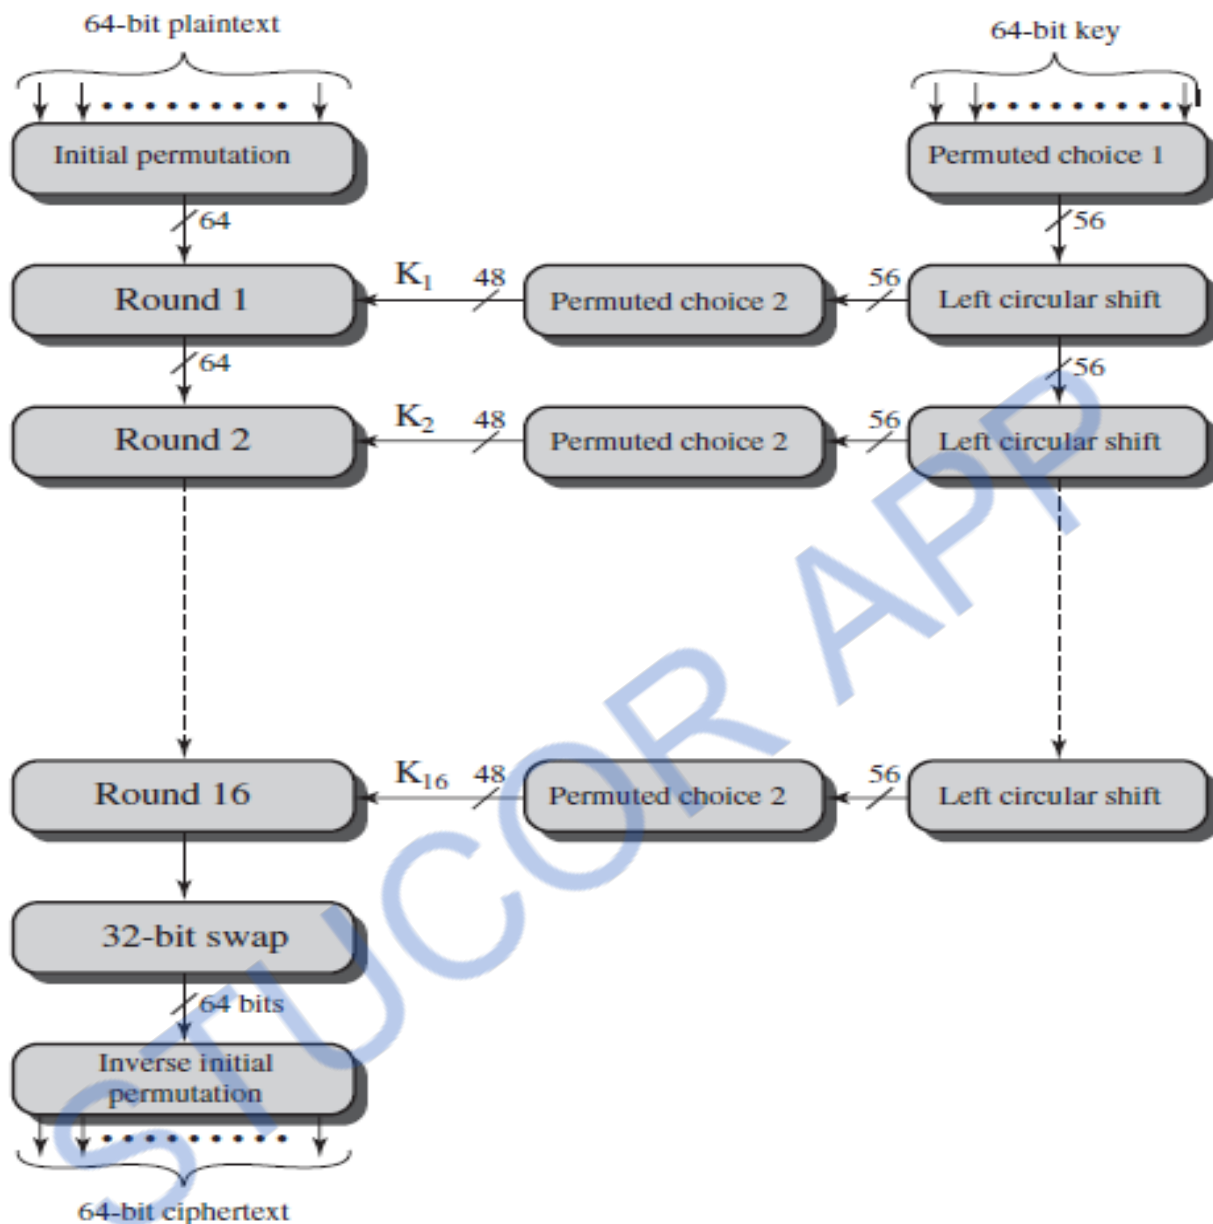 64-bit plaintext
64-bit key
Initial permutation
Permuted choice 1
64
56
Round 1
K1
48
Permuted choice 2
56
Left circular shift
64
56
Round 2
K2
48
Permuted choice 2
56
Left circular shift
Round 16
K16
48
Permuted choice 2
56
Left circular shift
32-bit swap
64 bits
Inverse initial
permutation
64-bit ciphertext
STUCOR APP